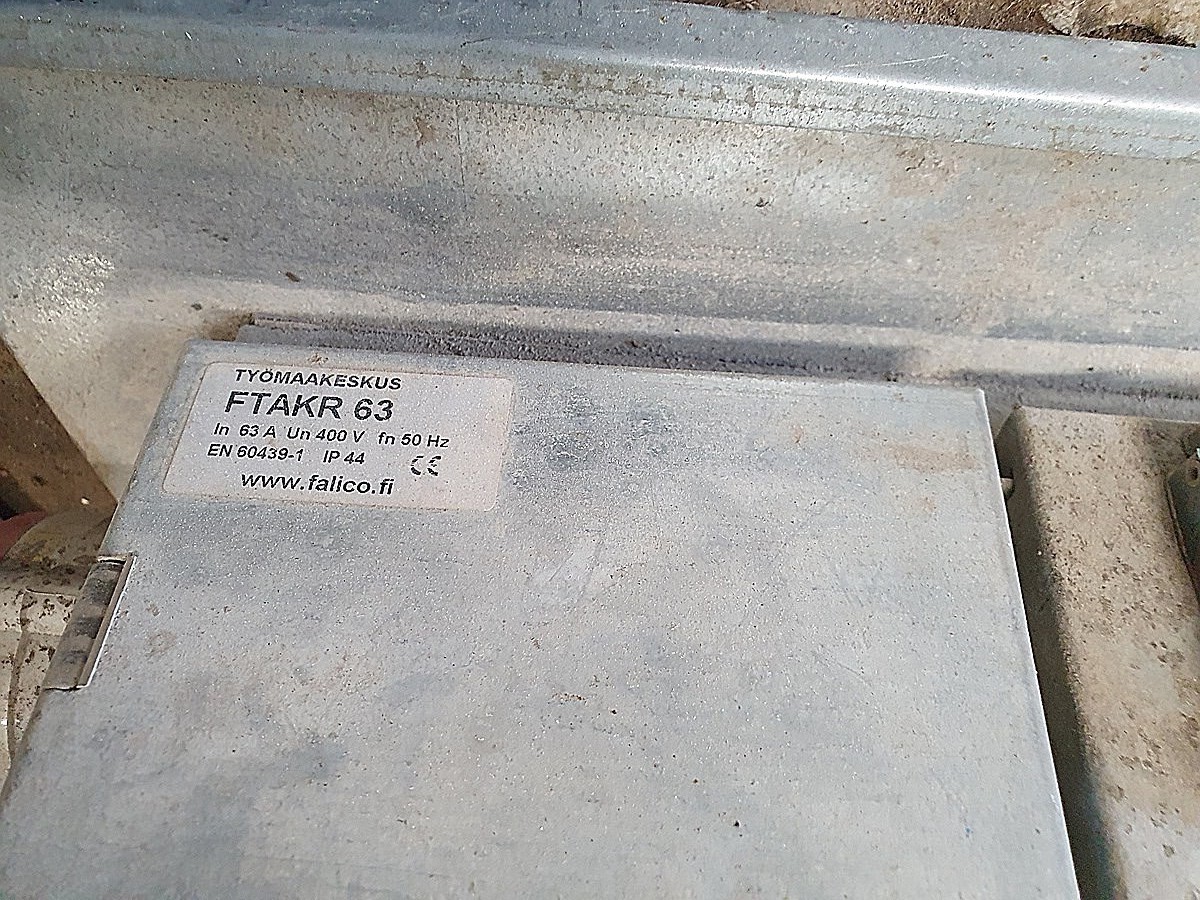 TYÖMAAKESKUS
FTAKR 63
In 63 A Un 400 V fn 50 Hz
EN 60439-1 IP 44 CE
www.falico.fi